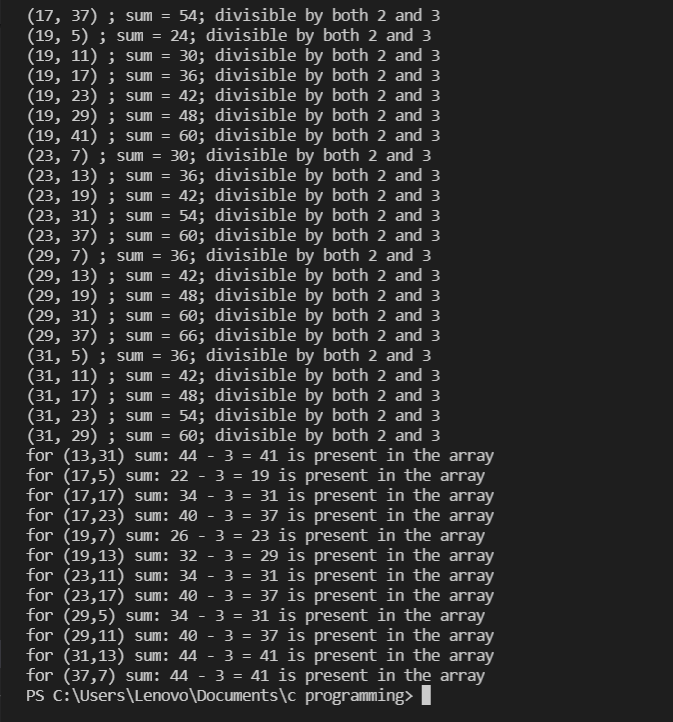 (17, 37) ; sum = 54; divisible by both 2 and 3
(19, 5) ; sum = 24; divisible by both 2 and 3
(19, 11) ; sum = 30; divisible by both 2 and 3
(19, 17) ; sum = 36; divisible by both 2 and 3
(19, 23) ; sum = 42; divisible by both 2 and 3
(19, 29) ; sum = 48; divisible by both 2 and 3
(19, 41) ; sum = 60; divisible by both 2 and 3
(23, 7) ; sum = 30; divisible by both 2 and 3
(23, 13) ; sum = 36; divisible by both 2 and 3
(23, 19) ; sum = 42; divisible by both 2 and 3
(23, 31) ; sum = 54; divisible by both 2 and 3
(23, 37) ; sum = 60; divisible by both 2 and 3
(29, 7) ; sum = 36; divisible by both 2 and 3
(29, 13) ; sum = 42; divisible by both 2 and 3
(29, 19) ; sum = 48; divisible by both 2 and 3
(29, 31) ; sum = 60; divisible by both 2 and 3
(29, 37) ; sum = 66; divisible by both 2 and 3
(31, 5) ; sum = 36; divisible by both 2 and 3
(31, 11) ; sum = 42; divisible by both 2 and 3
(31, 17) ; sum = 48; divisible by both 2 and 3
(31, 23) ; sum = 54; divisible by both 2 and 3
(31, 29) ; sum = 60; divisible by both 2 and 3
for (13,31) sum: 44 - 3 = 41 is present in the array
for (17,5) sum: 22 - 3 = 19 is present in the array
for (17,17) sum: 34 - 3 = 31 is present in the array
for (17,23) sum: 40 - 3 = 37 is present in the array
for (19,7) sum: 26 - 3 = 23 is present in the array
for (19,13) sum: 32 - 3 = 29 is present in the array
for (23,11) sum: 34 - 3 = 31 is present in the array
for (23,17) sum: 40 - 3 = 37 is present in the array
for (29,5) sum: 34 - 3 = 31 is present in the array
for (29,11) sum: 40 - 3 = 37 is present in the array
for (31,13) sum: 44 - 3 = 41 is present in the array
for (37,7) sum: 44 - 3 = 41 is present in the array
PS C:\Users\Lenovo\Documents\c programming>